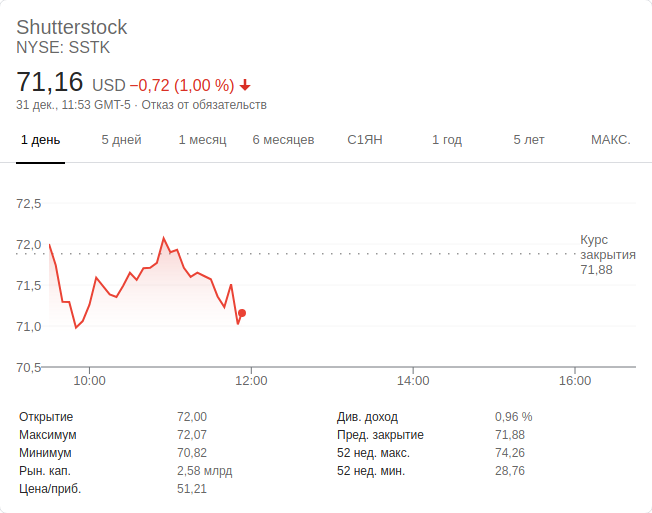 Shutterstock
NYSE: SSTK
71,16 USD −0,72 (1,00 %)
31 дек., 11:53 GMT-5 · Отказ от обязательств
1 день 5 дней 1 месяц 6 месяцев С1ЯН 1 год 5 лет МАКС.
72,5
72,0
71,5
71,0
70,5
Курс
закрытия
71,88
10:00 12:00 14:00 16:00
Открытие 72,00 Див. доход 0,96 %
Максимум 72,07 Пред. закрытие 71,88
Минимум 70,82 52 нед. макс. 74,26
Рын. кап. 2,58 млрд 52 нед. мин. 28,76
Цена/приб. 51,21